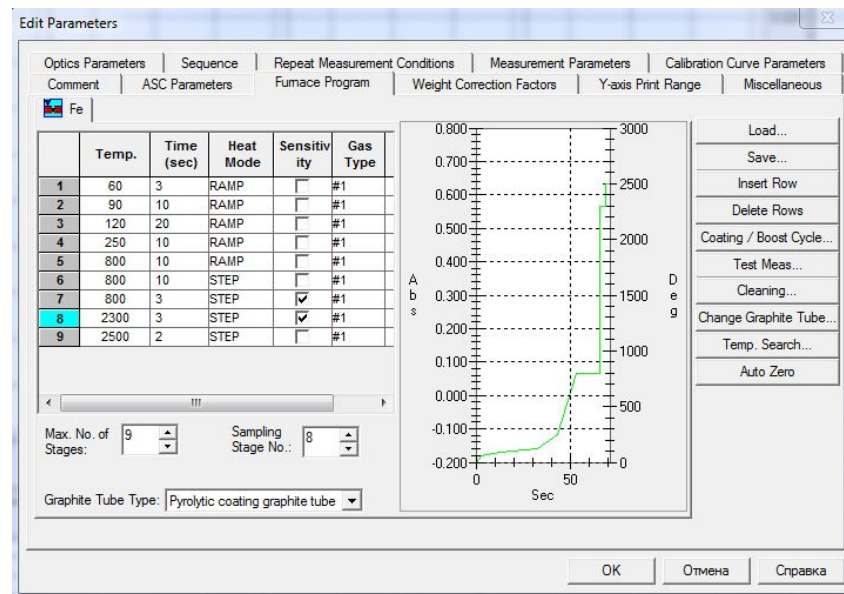 Edit Parameters
Optics Parameters Sequence Repeat Measurement Conditions Measurement Parameters Calibration Curve Parameters
Comment ASC Parameters Furnace Program Weight Correction Factors Y-axis Print Range Miscellaneous
Fe
Temp. Time (sec) Heat Mode Sensitiv ity Gas Type
1 60 3 RAMP #1
2 90 10 RAMP #1
3 120 20 RAMP #1
4 250 10 RAMP #1
5 800 10 RAMP #1
6 800 10 STEP #1
7 800 3 STEP #1
8 2300 3 STEP #1
9 2500 2 STEP #1
Max. No. of Stages: 9 Sampling Stage No.: 8
Graphite Tube Type: Pyrolytic coating graphite tube
0.800 3000
0.700
0.600 2500
0.500
2000
0.400
0.300 1500
0.200
0.100 1000
0.000
500
-0.100
-0.200 0
Abs
Deg
0 50
Sec
Load...
Save...
Insert Row
Delete Rows
Coating / Boost Cycle...
Test Meas...
Cleaning...
Change Graphite Tube...
Temp. Search...
Auto Zero
OK Отмена Справка